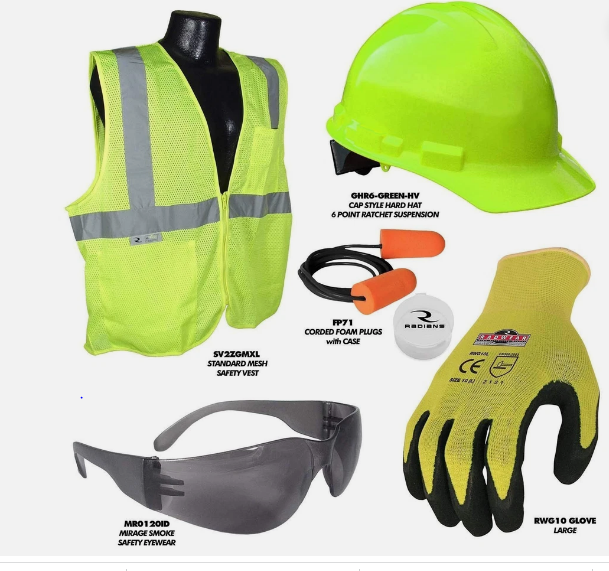 GHR6-GREEN-HV
CAP STYLE HARD HAT
6 POINT RATCHET SUSPENSION
FP71
CORDED FOAM PLUGS
with CASE
RADIANS
SV2ZGMXL
STANDARD MESH
SAFETY VEST
CE
MR0120ID
MIRAGE SMOKE
SAFETY EYEWEAR
RWG10 GLOVE
LARGE